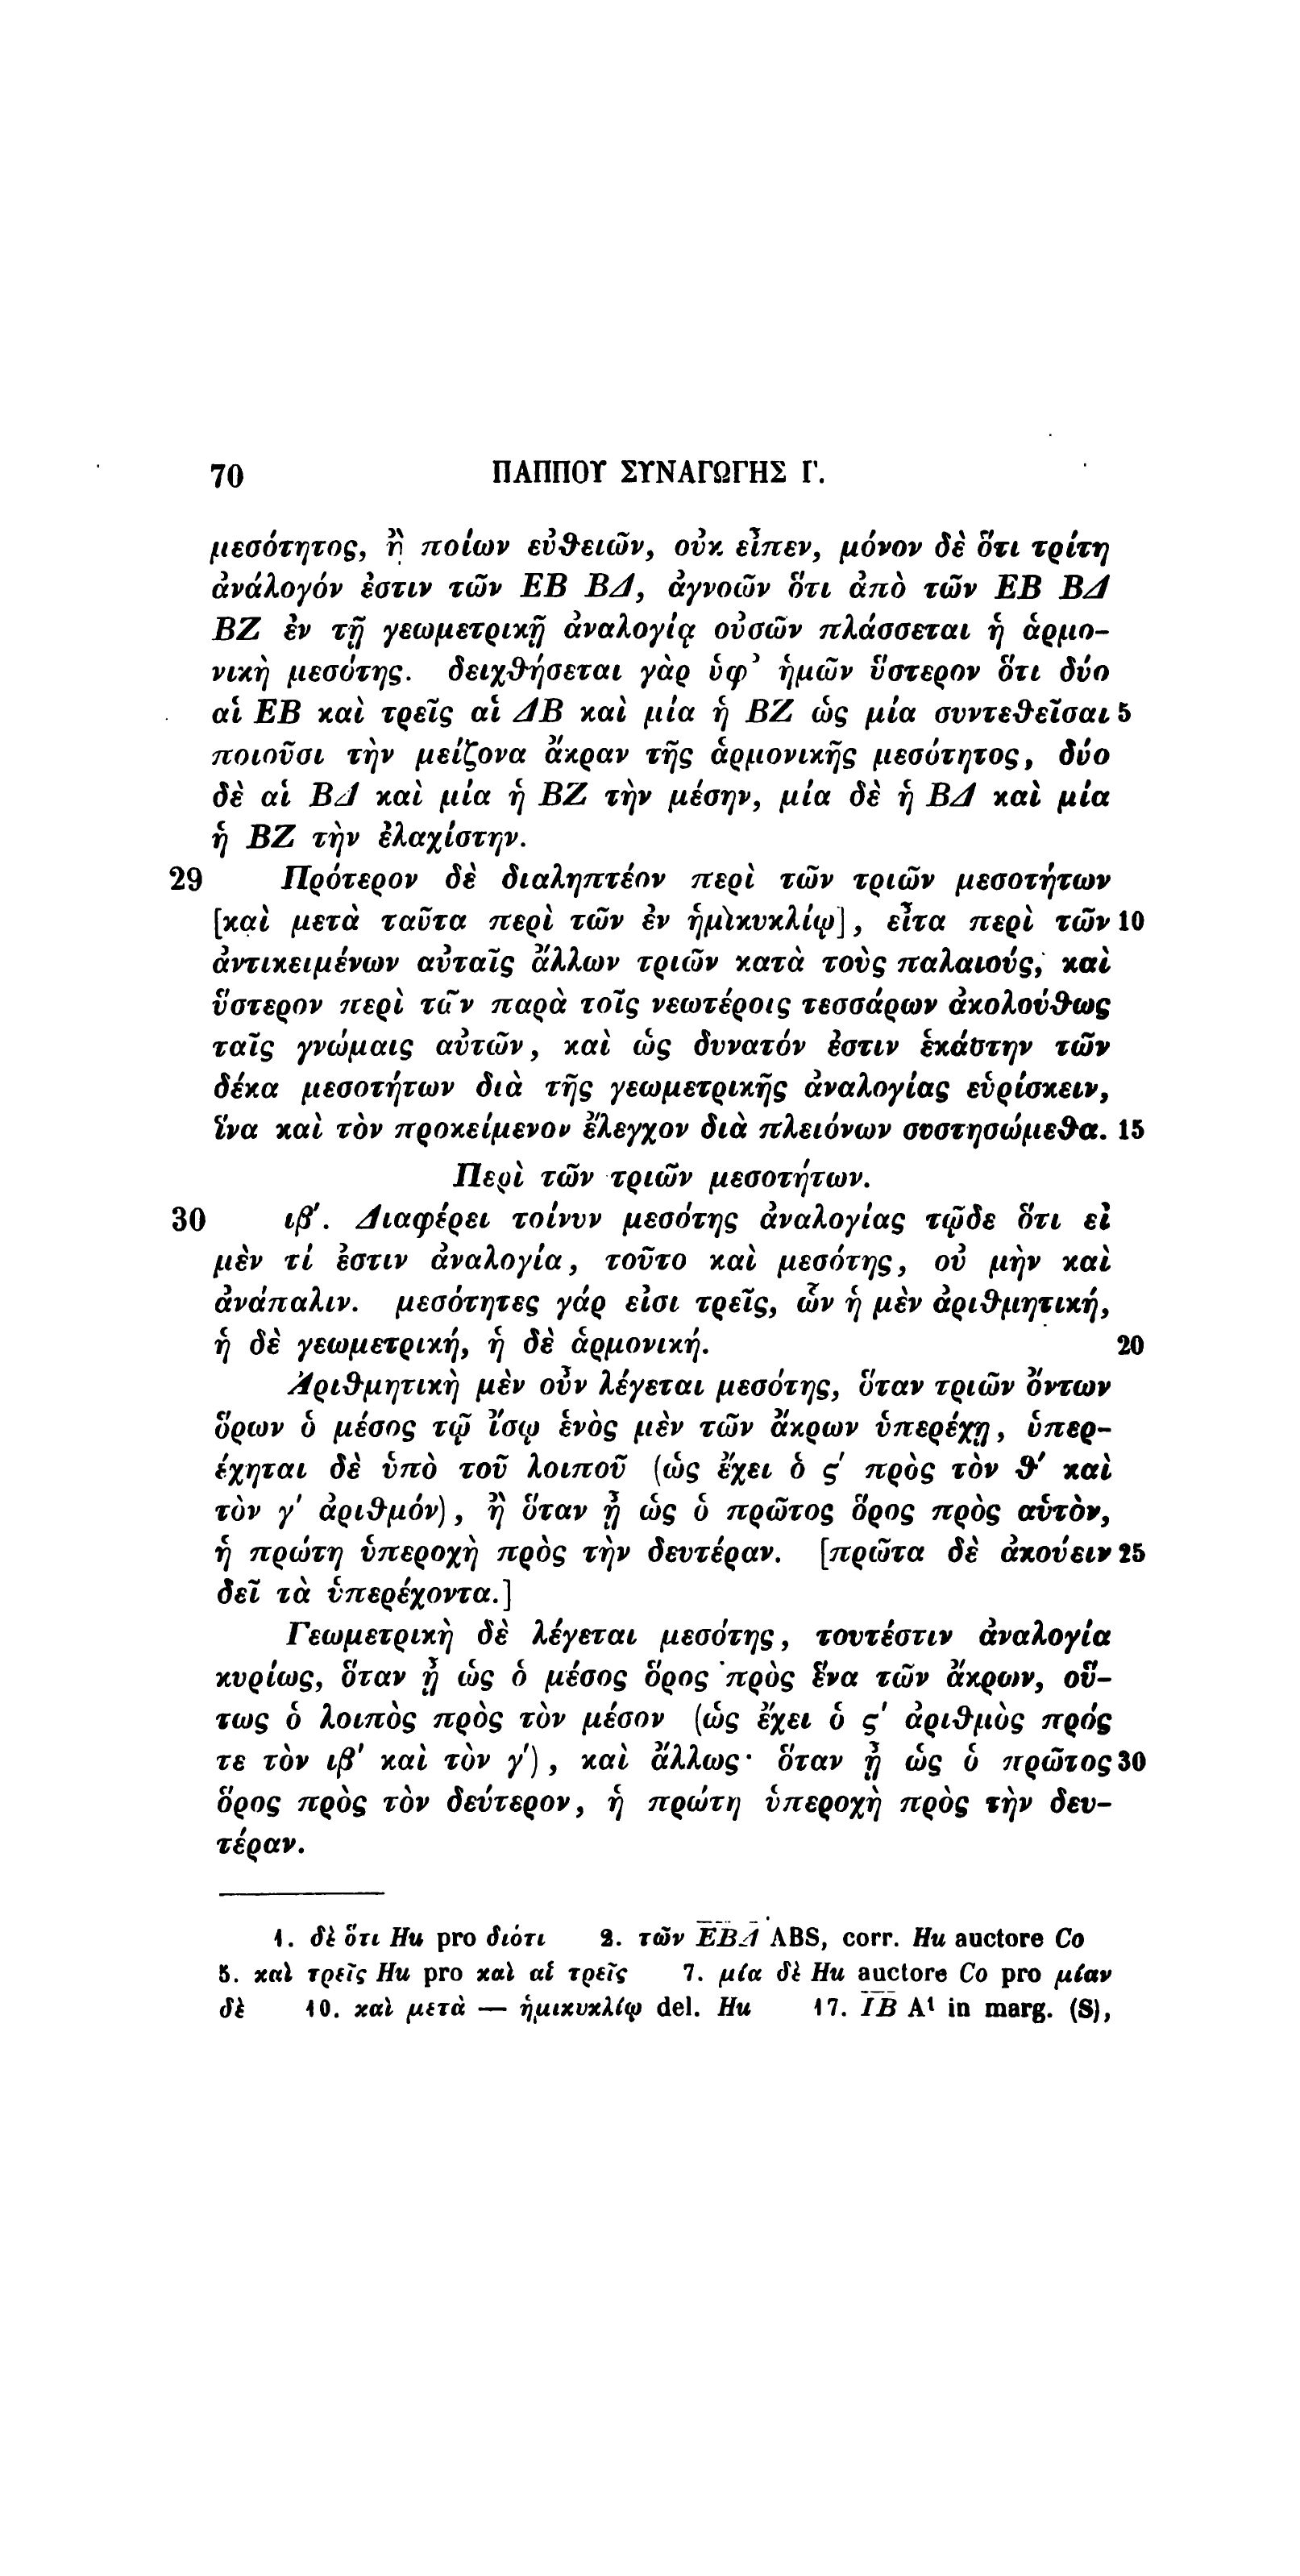 70 ΠΑΠΠΟΥ ΣΥΝΑΓΩΓΗΣ Γ'.
μεσότητος, ἢ ποίων εὐθειῶν, οὐκ εἶπεν, μόνον δὲ ὅτι τρίτη
ἀνάλογόν ἐστιν τῶν ΕΒ ΒΔ, ἀγνοῶν ὅτι ἀπὸ τῶν ΕΒ ΒΔ
ΒΖ ἐν τῇ γεωμετρικῇ ἀναλογίᾳ οὐσῶν πλάσσεται ἡ ἁρμο-
νικὴ μεσότης. δειχθήσεται γὰρ ὑφ᾽ ἡμῶν ὕστερον ὅτι δύο
αἱ ΕΒ καὶ τρεῖς αἱ ΔΒ καὶ μία ἡ ΒΖ ὡς μία συντεθεῖσαι 5
ποιοῦσι τὴν μείζονα ἄκραν τῆς ἁρμονικῆς μεσότητος, δύο
δὲ αἱ ΒΔ καὶ μία ἡ ΒΖ τὴν μέσην, μία δὲ ἡ ΒΔ καὶ μία
ἡ ΒΖ τὴν ἐλαχίστην.
29 Πρότερον δὲ διαληπτέον περὶ τῶν τριῶν μεσοτήτων
[καὶ μετὰ ταῦτα περὶ τῶν ἐν ἡμικυκλίῳ], εἶτα περὶ τῶν 10
ἀντικειμένων αὐταῖς ἄλλων τριῶν κατὰ τοὺς παλαιούς, καὶ
ὕστερον περὶ τῶν παρὰ τοῖς νεωτέροις τεσσάρων ἀκολούθως
ταῖς γνώμαις αὐτῶν, καὶ ὡς δυνατόν ἐστιν ἑκάστην τῶν
δέκα μεσοτήτων διὰ τῆς γεωμετρικῆς ἀναλογίας εὑρίσκειν,
ἵνα καὶ τὸν προκείμενον ἔλεγχον διὰ πλειόνων συστησώμεθα. 15
Περὶ τῶν τριῶν μεσοτήτων.
30 ιβ'. Διαφέρει τοίνυν μεσότης ἀναλογίας τῷδε ὅτι εἰ
μὲν τί ἐστιν ἀναλογία, τοῦτο καὶ μεσότης, οὐ μὴν καὶ
ἀνάπαλιν. μεσότητες γάρ εἰσι τρεῖς, ὧν ἡ μὲν ἀριθμητική,
ἡ δὲ γεωμετρική, ἡ δὲ ἁρμονική. 20
Ἀριθμητικὴ μὲν οὖν λέγεται μεσότης, ὅταν τριῶν ὄντων
ὅρων ὁ μέσος τῷ ἴσῳ ἑνὸς μὲν τῶν ἄκρων ὑπερέχῃ, ὑπερ-
έχηται δὲ ὑπὸ τοῦ λοιποῦ (ὡς ἔχει ὁ ς' πρὸς τὸν θ' καὶ
τὸν γ' ἀριθμόν), ἢ ὅταν ᾖ ὡς ὁ πρῶτος ὅρος πρὸς αὑτὸν,
ἡ πρώτη ὑπεροχὴ πρὸς τὴν δευτέραν. [πρῶτα δὲ ἀκούειν 25
δεῖ τὰ ὑπερέχοντα.]
Γεωμετρικὴ δὲ λέγεται μεσότης, τουτέστιν ἀναλογία
κυρίως, ὅταν ᾖ ὡς ὁ μέσος ὅρος πρὸς ἕνα τῶν ἄκρων, οὕ-
τως ὁ λοιπὸς πρὸς τὸν μέσον (ὡς ἔχει ὁ ς' ἀριθμὸς πρός
τε τὸν ιβ' καὶ τὸν γ'), καὶ ἄλλως· ὅταν ᾖ ὡς ὁ πρῶτος 30
ὅρος πρὸς τὸν δεύτερον, ἡ πρώτη ὑπεροχὴ πρὸς τὴν δευ-
τέραν.
1. δὲ ὅτι Hu pro διότι 2. τῶν Ε̅Β̅Δ̅ ABS, corr. Hu auctore Co
5. καὶ τρεῖς Hu pro καὶ αἱ τρεῖς 7. μία δὲ Hu auctore Co pro μίαν
δὲ 10. καὶ μετὰ — ἡμικυκλίῳ del. Hu 17. Ι̅Β̅ A¹ in marg. (S),